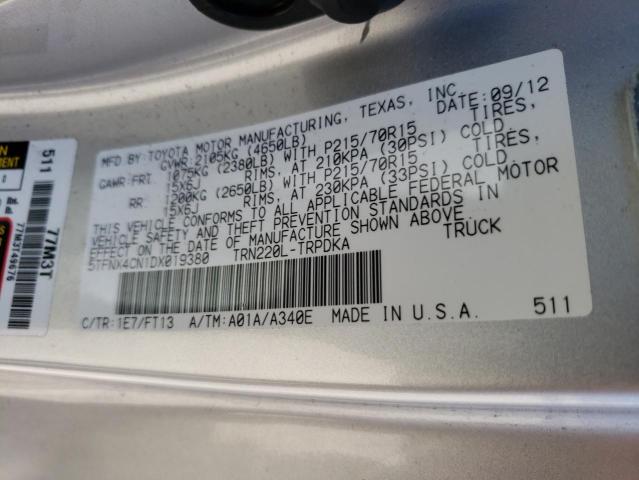 MFD BY: TOYOTA MOTOR MANUFACTURING, TEXAS, INC.
GVWR: 2105KG (4650LB) DATE: 09/12
GAWR: FRT 1075KG (2380LB) WITH P215/70R15 TIRES,
15X6J RIMS, AT 210KPA (30PSI) COLD,
RR 1200KG (2650LB) WITH P215/70R15 TIRES,
15X6J RIMS, AT 230KPA (33PSI) COLD
THIS VEHICLE CONFORMS TO ALL APPLICABLE FEDERAL MOTOR
VEHICLE SAFETY AND THEFT PREVENTION STANDARDS IN
EFFECT ON THE DATE OF MANUFACTURE SHOWN ABOVE.
5TFNX4CN1DX019380 TRN220L-TRPDKA TRUCK
C/TR: 1E7/FT13 A/TM: A01A/A340E MADE IN U.S.A. 511
511
77M3T
77M3T49676